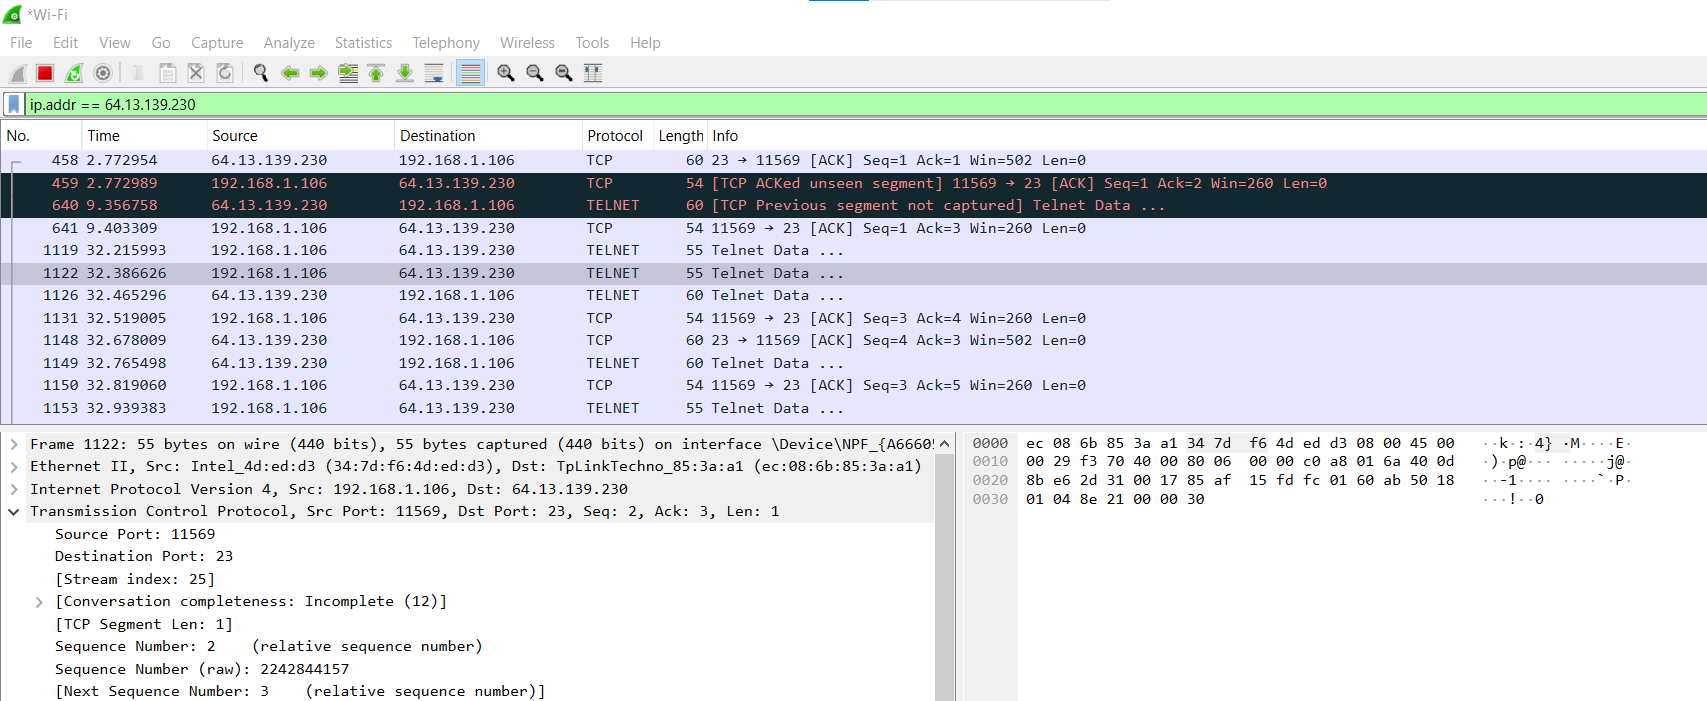 *Wi-Fi
File Edit View Go Capture Analyze Statistics Telephony Wireless Tools Help
ip.addr == 64.13.139.230
No. Time Source Destination Protocol Length Info
458 2.772954 64.13.139.230 192.168.1.106 TCP 60 23 → 11569 [ACK] Seq=1 Ack=1 Win=502 Len=0
459 2.772989 192.168.1.106 64.13.139.230 TCP 54 [TCP ACKed unseen segment] 11569 → 23 [ACK] Seq=1 Ack=2 Win=260 Len=0
640 9.356758 64.13.139.230 192.168.1.106 TELNET 60 [TCP Previous segment not captured] Telnet Data ...
641 9.403309 192.168.1.106 64.13.139.230 TCP 54 11569 → 23 [ACK] Seq=1 Ack=3 Win=260 Len=0
1119 32.215993 192.168.1.106 64.13.139.230 TELNET 55 Telnet Data ...
1122 32.386626 192.168.1.106 64.13.139.230 TELNET 55 Telnet Data ...
1126 32.465296 64.13.139.230 192.168.1.106 TELNET 60 Telnet Data ...
1131 32.519005 192.168.1.106 64.13.139.230 TCP 54 11569 → 23 [ACK] Seq=3 Ack=4 Win=260 Len=0
1148 32.678009 64.13.139.230 192.168.1.106 TCP 60 23 → 11569 [ACK] Seq=4 Ack=3 Win=502 Len=0
1149 32.765498 64.13.139.230 192.168.1.106 TELNET 60 Telnet Data ...
1150 32.819060 192.168.1.106 64.13.139.230 TCP 54 11569 → 23 [ACK] Seq=3 Ack=5 Win=260 Len=0
1153 32.939383 192.168.1.106 64.13.139.230 TELNET 55 Telnet Data ...
Frame 1122: 55 bytes on wire (440 bits), 55 bytes captured (440 bits) on interface \Device\NPF_{A6660
Ethernet II, Src: Intel_4d:ed:d3 (34:7d:f6:4d:ed:d3), Dst: TpLinkTechno_85:3a:a1 (ec:08:6b:85:3a:a1)
Internet Protocol Version 4, Src: 192.168.1.106, Dst: 64.13.139.230
Transmission Control Protocol, Src Port: 11569, Dst Port: 23, Seq: 2, Ack: 3, Len: 1
Source Port: 11569
Destination Port: 23
[Stream index: 25]
[Conversation completeness: Incomplete (12)]
[TCP Segment Len: 1]
Sequence Number: 2 (relative sequence number)
Sequence Number (raw): 2242844157
[Next Sequence Number: 3 (relative sequence number)]
0000 ec 08 6b 85 3a a1 34 7d f6 4d ed d3 08 00 45 00 ··k·:·4} ·M····E·
0010 00 29 f3 70 40 00 80 06 00 00 c0 a8 01 6a 40 0d ·)·p@··· ·····j@·
0020 8b e6 2d 31 00 17 85 af 15 fd fc 01 60 ab 50 18 ··-1···· ····`·P·
0030 01 04 8e 21 00 00 30 ···!··0